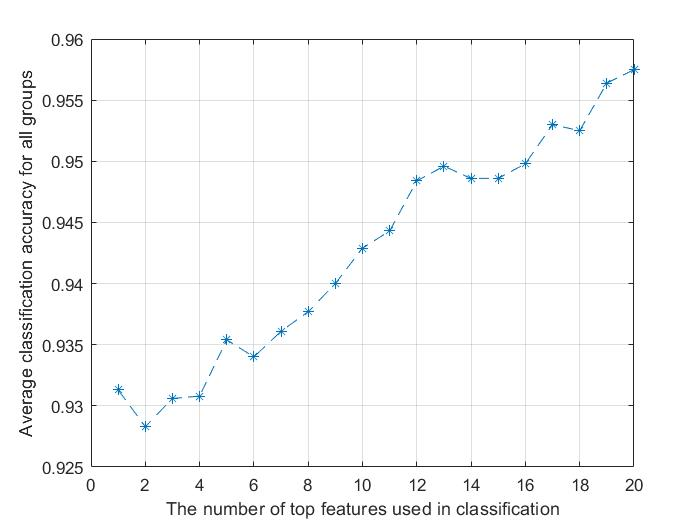 0.96
0.955
0.95
0.945
0.94
0.935
0.93
0.925
Average classification accuracy for all groups
0 2 4 6 8 10 12 14 16 18 20
The number of top features used in classification